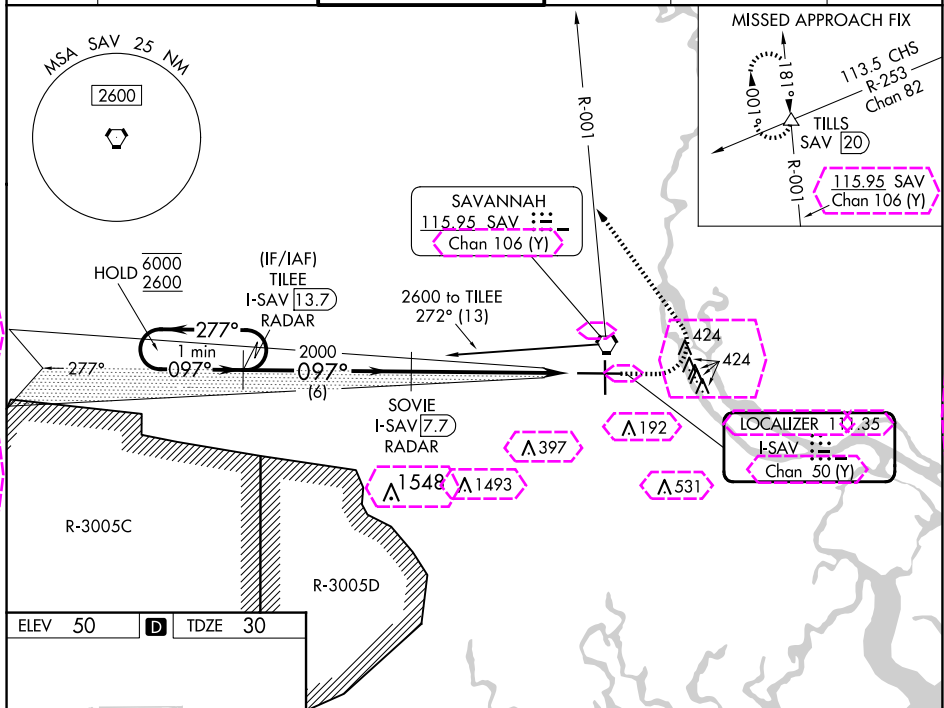 MSA SAV 25 NM
2600
HOLD
6000
2600
(IF/IAF)
TILEE
I-SAV 13.7
RADAR
277°
1 min
097°
277°
2000
097°
(6)
SOVIE
I-SAV 7.7
RADAR
2600 to TILEE
272° (13)
SAVANNAH
115.95 SAV
Chan 106 (Y)
R-001
MISSED APPROACH FIX
181°
001°
113.5 CHS
R-253
Chan 82
TILLS
SAV 20
R-001
115.95 SAV
Chan 106 (Y)
424
424
192
397
1548
1493
531
LOCALIZER 111.35
I-SAV
Chan 50 (Y)
R-3005C
R-3005D
ELEV 50 D TDZE 30